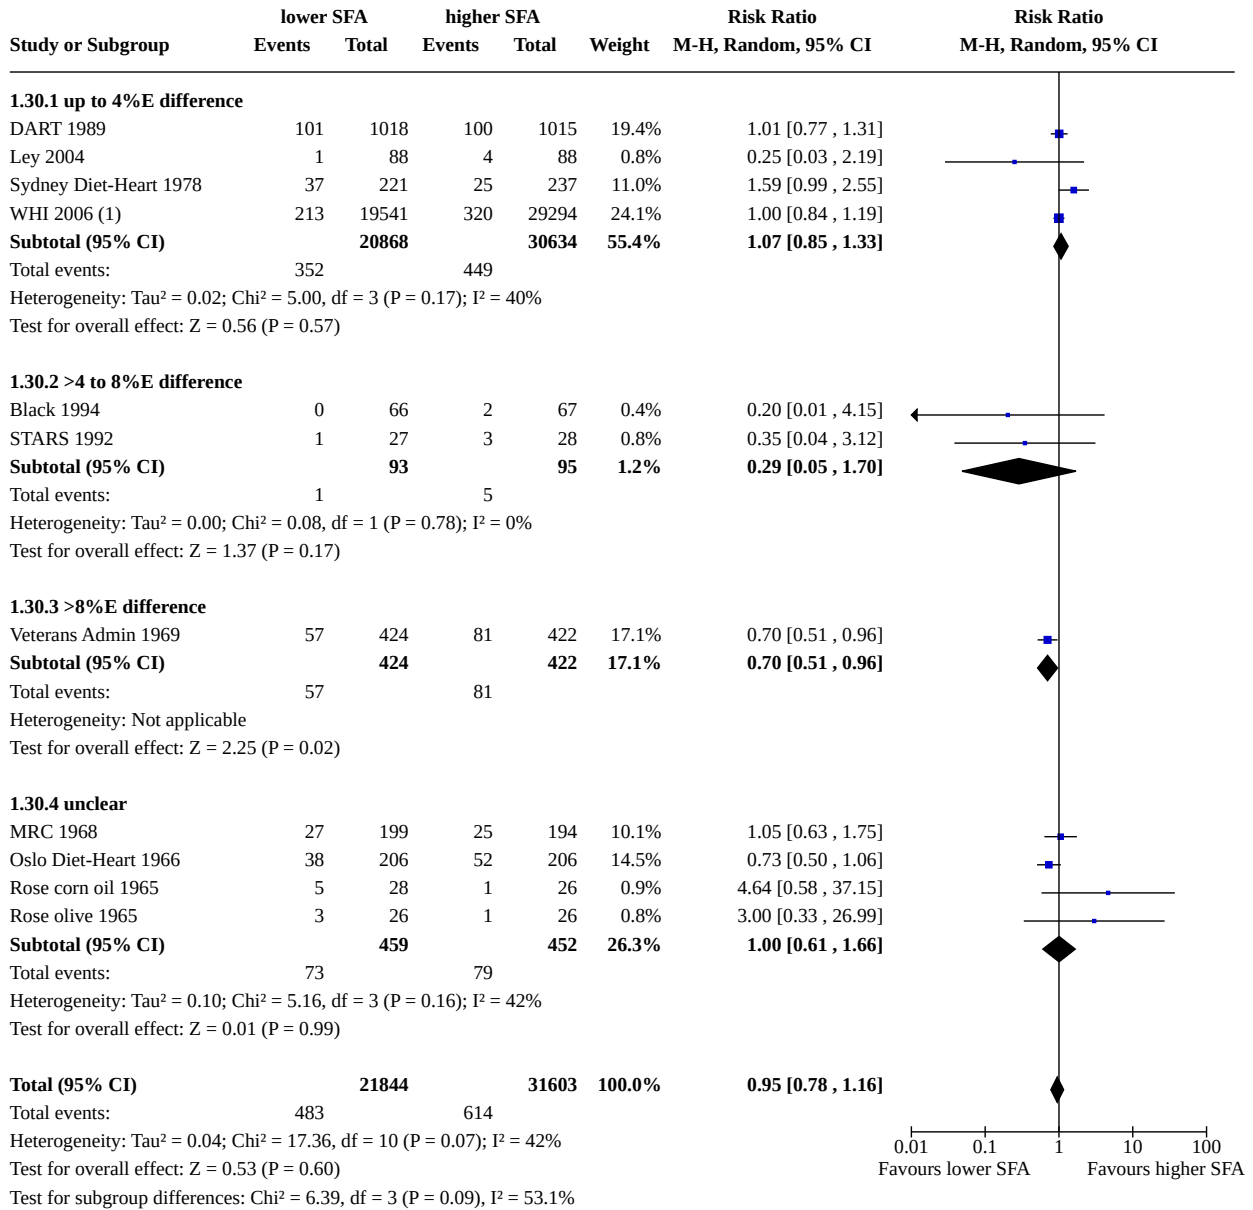 lower SFA higher SFA Risk Ratio Risk Ratio
Study or Subgroup Events Total Events Total Weight M-H, Random, 95% CI M-H, Random, 95% CI
1.30.1 up to 4%E difference
DART 1989 101 1018 100 1015 19.4% 1.01 [0.77 , 1.31]
Ley 2004 1 88 4 88 0.8% 0.25 [0.03 , 2.19]
Sydney Diet-Heart 1978 37 221 25 237 11.0% 1.59 [0.99 , 2.55]
WHI 2006 (1) 213 19541 320 29294 24.1% 1.00 [0.84 , 1.19]
Subtotal (95% CI) 20868 30634 55.4% 1.07 [0.85 , 1.33]
Total events: 352 449
Heterogeneity: Tau² = 0.02; Chi² = 5.00, df = 3 (P = 0.17); I² = 40%
Test for overall effect: Z = 0.56 (P = 0.57)
1.30.2 >4 to 8%E difference
Black 1994 0 66 2 67 0.4% 0.20 [0.01 , 4.15]
STARS 1992 1 27 3 28 0.8% 0.35 [0.04 , 3.12]
Subtotal (95% CI) 93 95 1.2% 0.29 [0.05 , 1.70]
Total events: 1 5
Heterogeneity: Tau² = 0.00; Chi² = 0.08, df = 1 (P = 0.78); I² = 0%
Test for overall effect: Z = 1.37 (P = 0.17)
1.30.3 >8%E difference
Veterans Admin 1969 57 424 81 422 17.1% 0.70 [0.51 , 0.96]
Subtotal (95% CI) 424 422 17.1% 0.70 [0.51 , 0.96]
Total events: 57 81
Heterogeneity: Not applicable
Test for overall effect: Z = 2.25 (P = 0.02)
1.30.4 unclear
MRC 1968 27 199 25 194 10.1% 1.05 [0.63 , 1.75]
Oslo Diet-Heart 1966 38 206 52 206 14.5% 0.73 [0.50 , 1.06]
Rose corn oil 1965 5 28 1 26 0.9% 4.64 [0.58 , 37.15]
Rose olive 1965 3 26 1 26 0.8% 3.00 [0.33 , 26.99]
Subtotal (95% CI) 459 452 26.3% 1.00 [0.61 , 1.66]
Total events: 73 79
Heterogeneity: Tau² = 0.10; Chi² = 5.16, df = 3 (P = 0.16); I² = 42%
Test for overall effect: Z = 0.01 (P = 0.99)
Total (95% CI) 21844 31603 100.0% 0.95 [0.78 , 1.16]
Total events: 483 614
Heterogeneity: Tau² = 0.04; Chi² = 17.36, df = 10 (P = 0.07); I² = 42% 0.01 0.1 1 10 100
Test for overall effect: Z = 0.53 (P = 0.60) Favours lower SFA Favours higher SFA
Test for subgroup differences: Chi² = 6.39, df = 3 (P = 0.09), I² = 53.1%